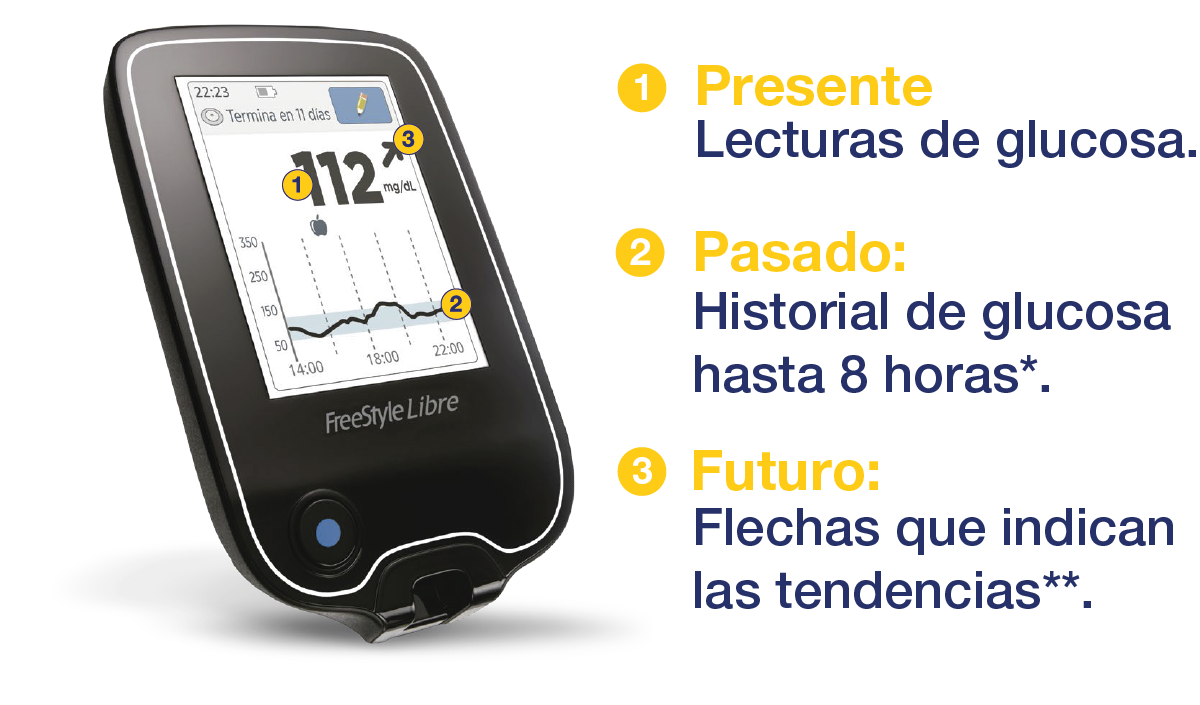 22:23
Termina en 11 días
3
1
112
mg/dL
350
250
150
50
2
14:00
18:00
22:00
FreeStyle Libre
1 Presente
Lecturas de glucosa.
2 Pasado:
Historial de glucosa
hasta 8 horas*.
3 Futuro:
Flechas que indican
las tendencias**.